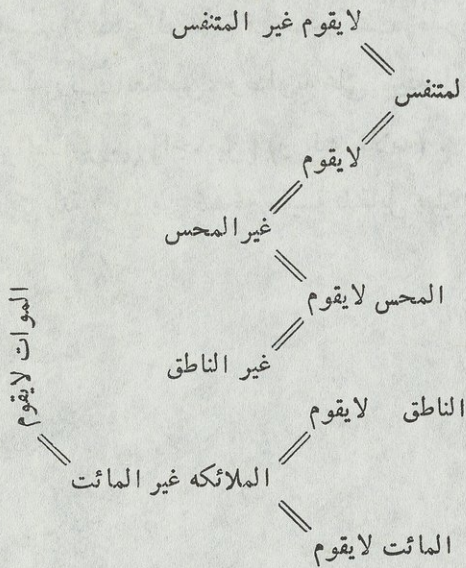 لايقوم غير المتنفس
لمتنفس
لايقوم
غير المحس
المحس لايقوم
غير الناطق
الناطق لايقوم
الموات لايقوم
الملائكه غير المائت
المائت لايقوم